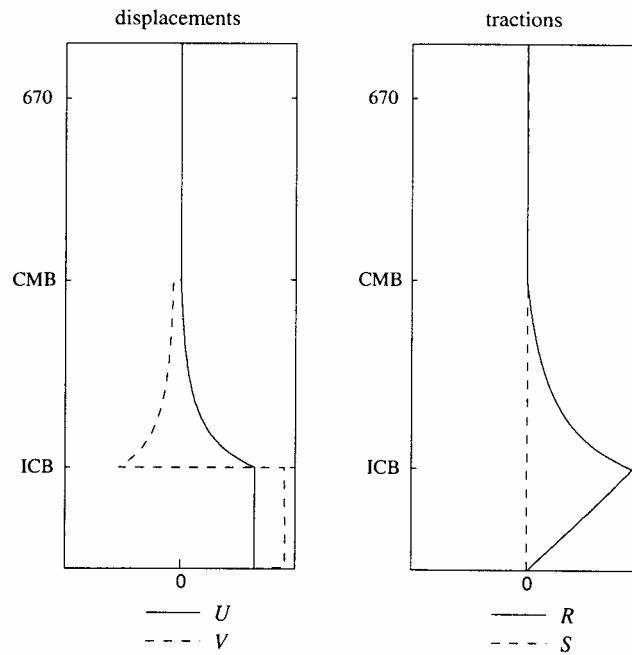 displacements
670
CMB
ICB
0
U
V
tractions
670
CMB
ICB
0
R
S